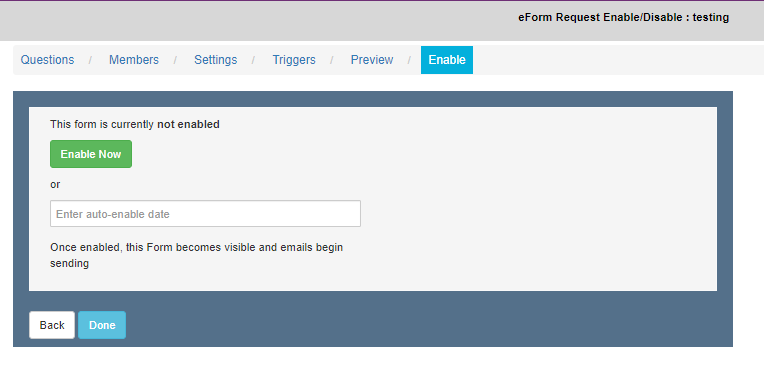 eForm Request Enable/Disable : testing
Questions / Members / Settings / Triggers / Preview / Enable
This form is currently not enabled
Enable Now
or
Enter auto-enable date
Once enabled, this Form becomes visible and emails begin
sending
Back Done